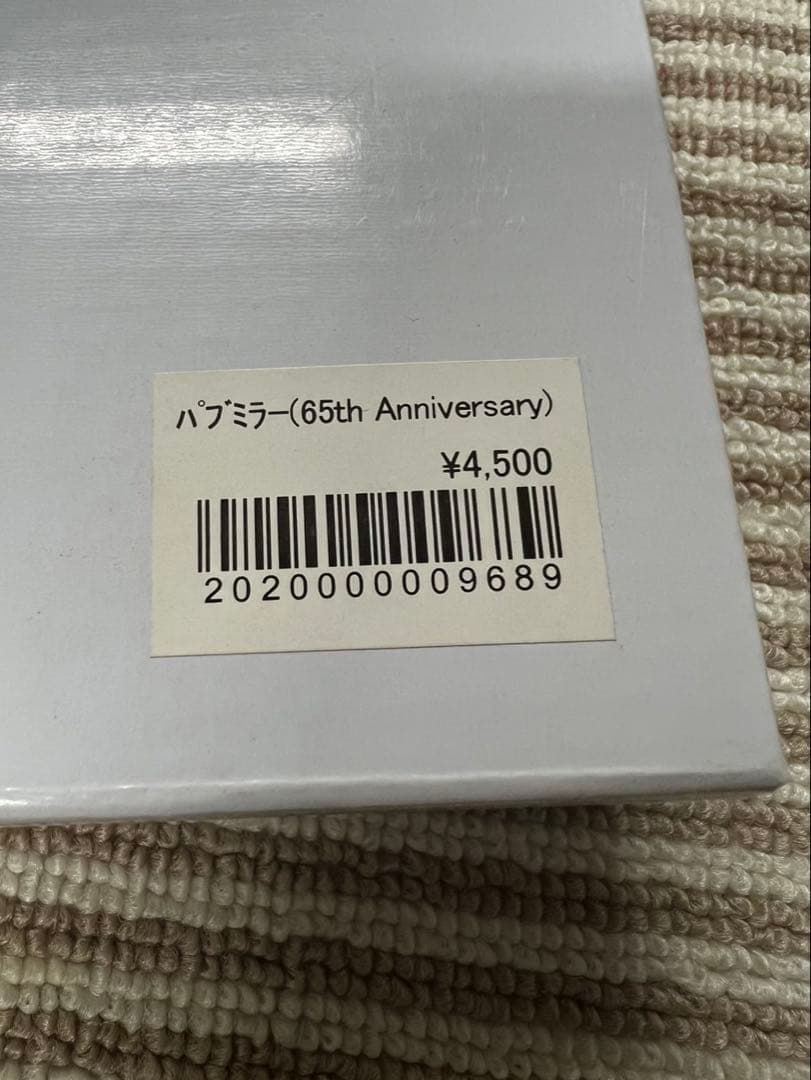 ﾊﾟﾌﾞﾐﾗｰ(65th Anniversary)
¥4,500
2020000009689